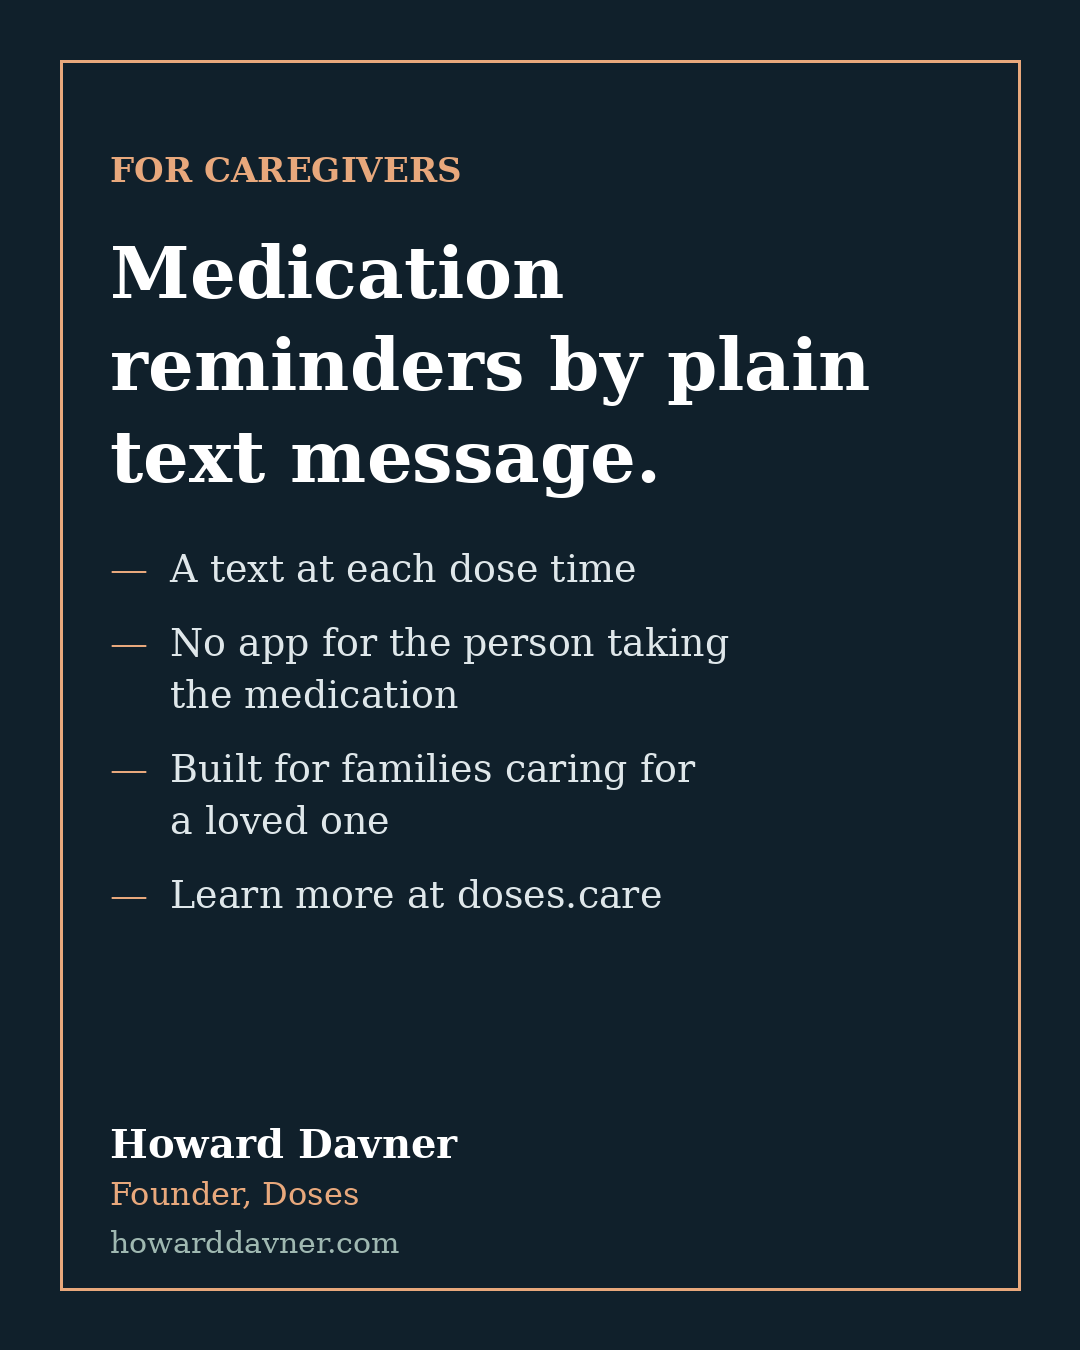 FOR CAREGIVERS
Medication
reminders by plain
text message.
— A text at each dose time
— No app for the person taking
the medication
— Built for families caring for
a loved one
— Learn more at doses.care
Howard Davner
Founder, Doses
howarddavner.com